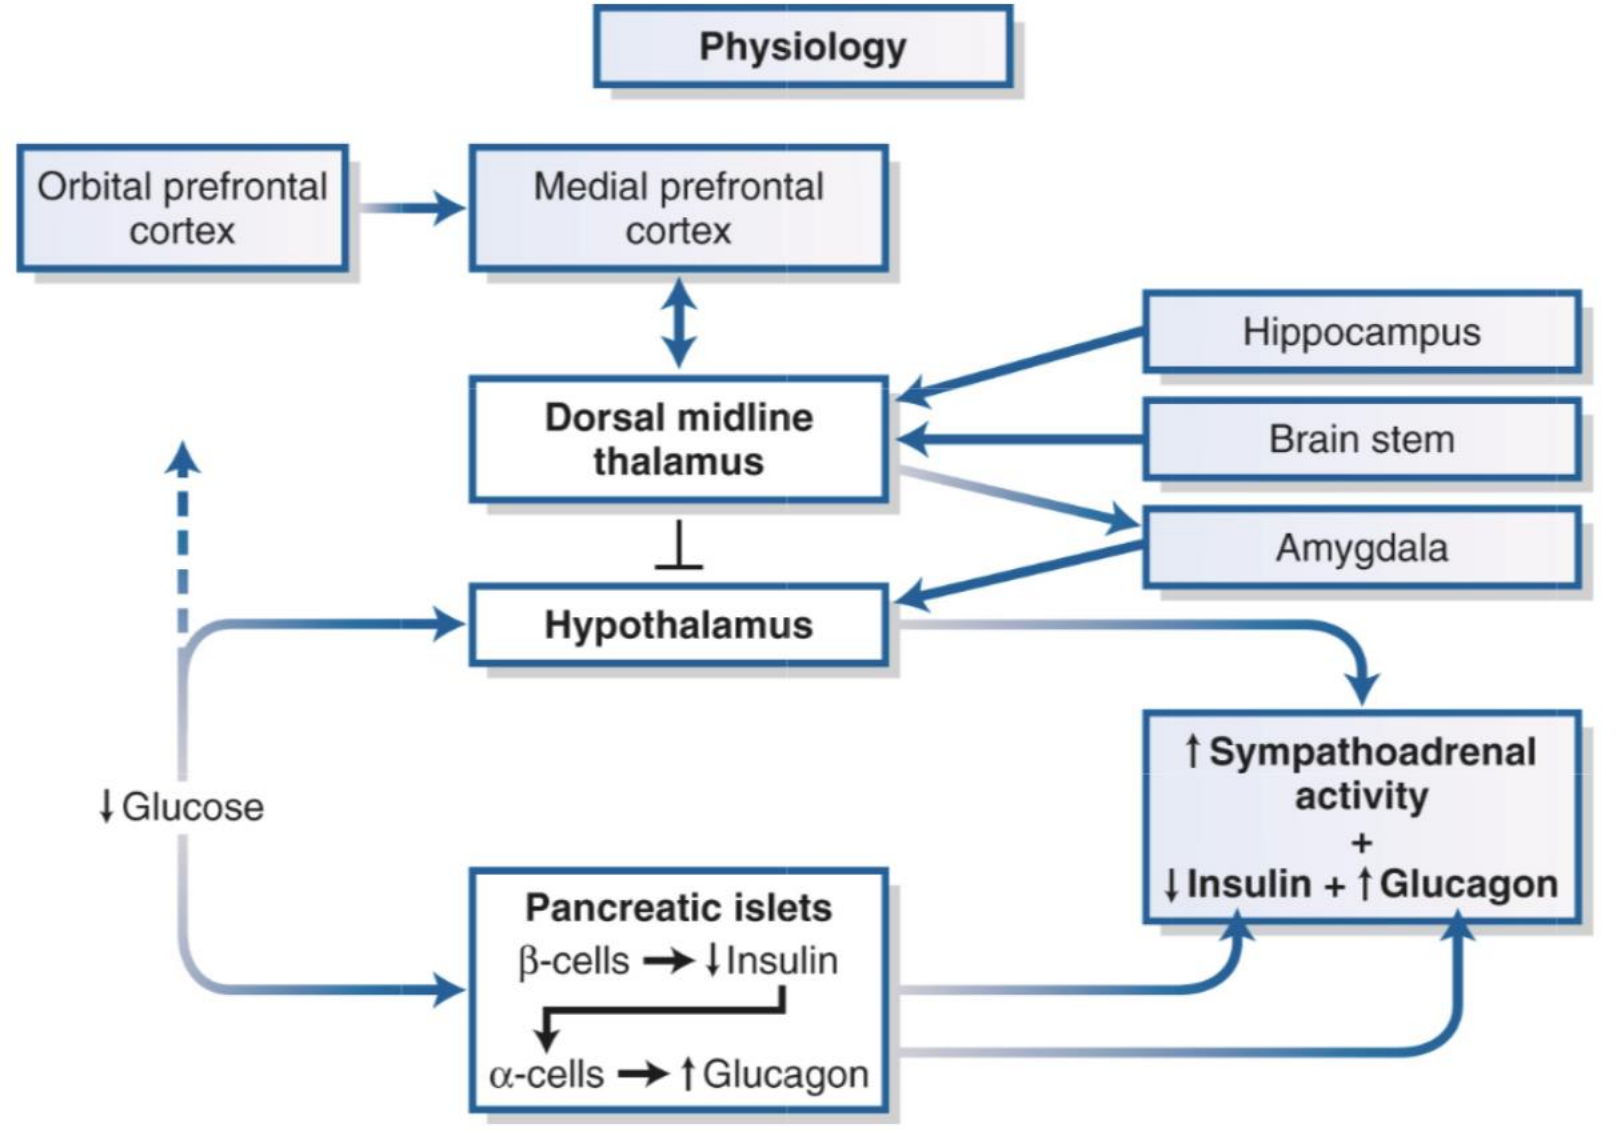 Physiology
Orbital prefrontal
cortex
Medial prefrontal
cortex
Hippocampus
Dorsal midline
thalamus
Brain stem
Amygdala
Hypothalamus
↑ Sympathoadrenal
activity
+
↓ Insulin + ↑ Glucagon
↓ Glucose
Pancreatic islets
β-cells → ↓ Insulin
α-cells → ↑ Glucagon